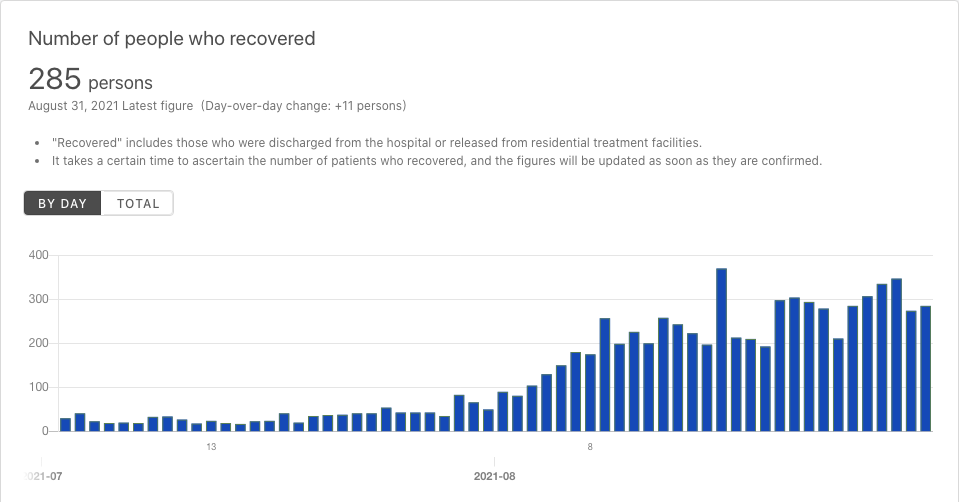 Number of people who recovered
285 persons
August 31, 2021 Latest figure (Day-over-day change: +11 persons)
• "Recovered" includes those who were discharged from the hospital or released from residential treatment facilities.
• It takes a certain time to ascertain the number of patients who recovered, and the figures will be updated as soon as they are confirmed.
BY DAY TOTAL
400
300
200
100
0
13 8
2021-07 2021-08